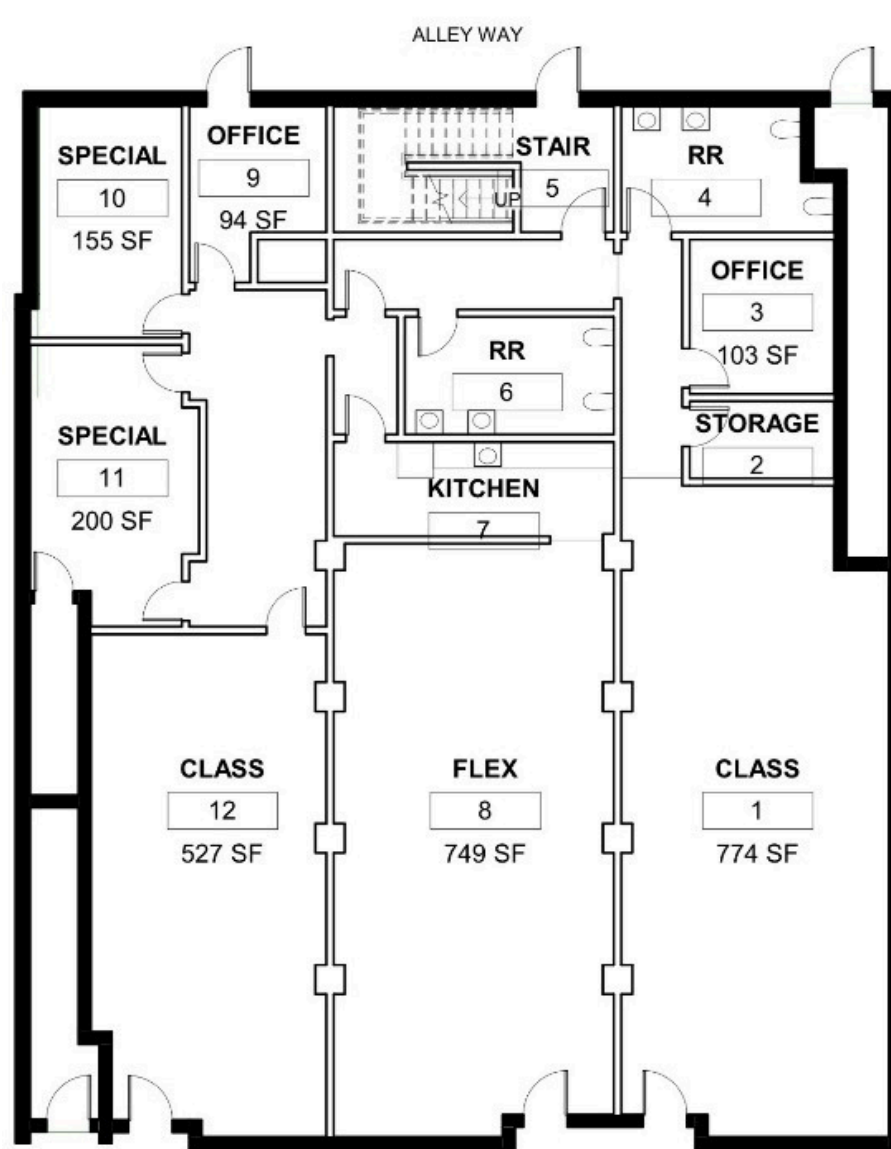 ALLEY WAY
SPECIAL
10
155 SF
OFFICE
9
94 SF
STAIR
5
UP
RR
4
OFFICE
3
103 SF
RR
6
STORAGE
2
SPECIAL
11
200 SF
KITCHEN
7
CLASS
12
527 SF
FLEX
8
749 SF
CLASS
1
774 SF